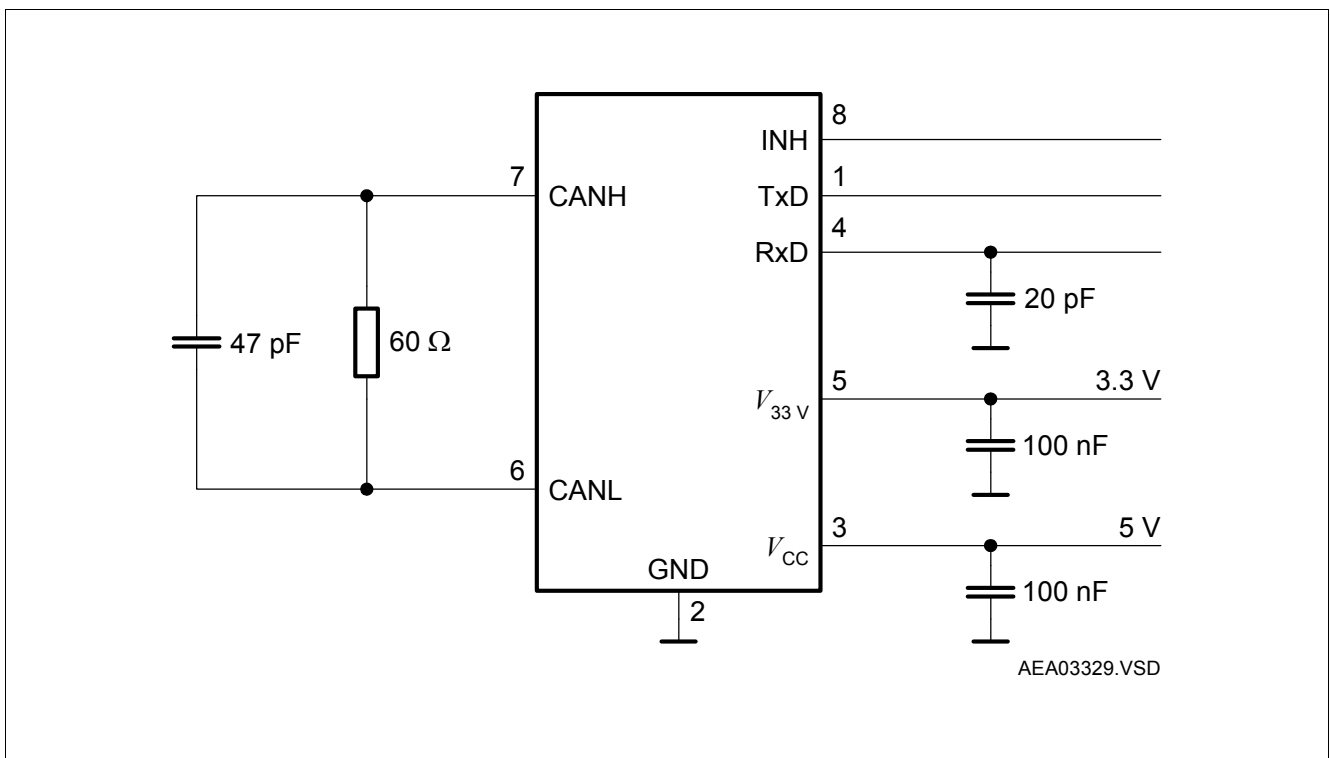 8
INH
7
1
CANH
TxD
4
RxD
20 pF
47 pF
60 Ω
5
3.3 V
V33 V
100 nF
6
CANL
3
5 V
VCC
GND
100 nF
2
AEA03329.VSD